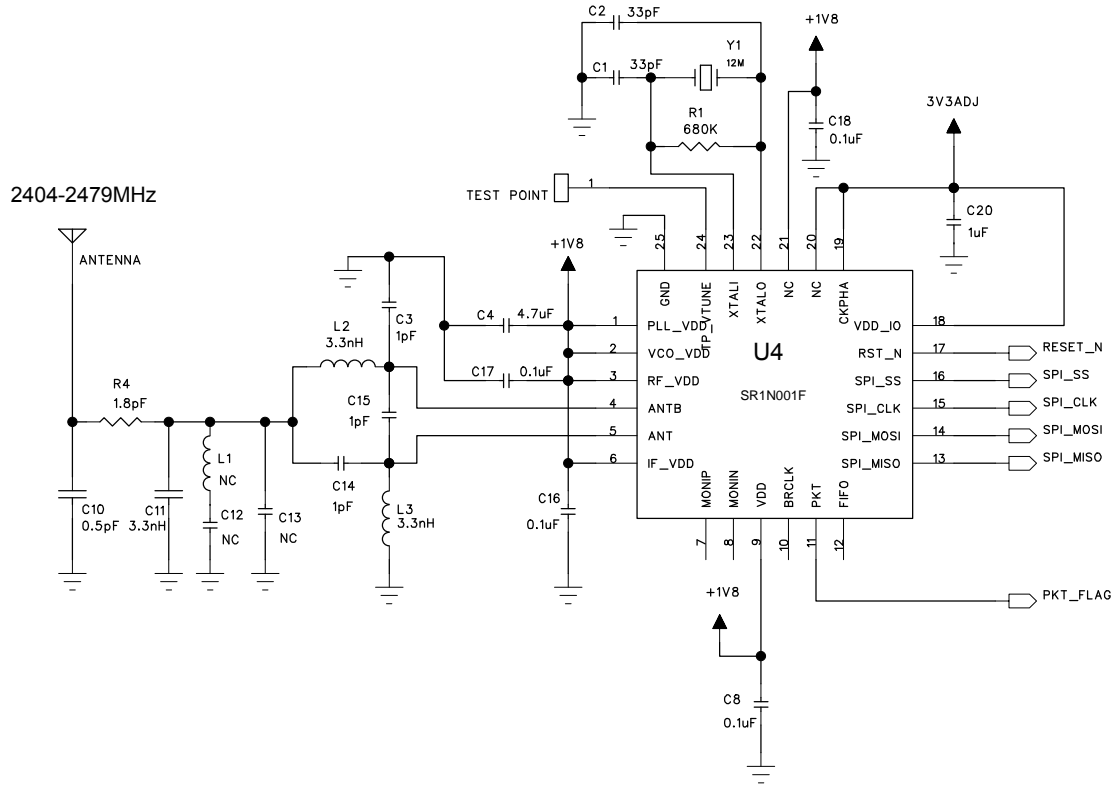 C2 33pF
+1V8
C1 33pF
Y1
12M
R1
680K
C18
0.1uF
3V3ADJ
2404-2479MHz
TEST POINT
1
C20
1uF
ANTENNA
+1V8
25
24
23
22
21
20
19
GND
TP_VTUNE
XTALI
XTALO
NC
NC
CKPHA
L2
3.3nH
C3
1pF
C4 4.7uF
1 PLL_VDD
VDD_IO 18
2 VCO_VDD
U4
RST_N 17 RESET_N
C17 0.1uF
3 RF_VDD
SPI_SS 16 SPI_SS
R4
1.8pF
C15
1pF
SR1N001F
4 ANTB
SPI_CLK 15 SPI_CLK
5 ANT
SPI_MOSI 14 SPI_MOSI
6 IF_VDD
SPI_MISO 13 SPI_MISO
L1
NC
C14
1pF
C10
0.5pF
C11
3.3nH
C12
NC
C13
NC
L3
3.3nH
C16
0.1uF
MONIP
MONIN
VDD
BRCLK
PKT
FIFO
7
8
9
10
11
12
+1V8
PKT_FLAG
C8
0.1uF